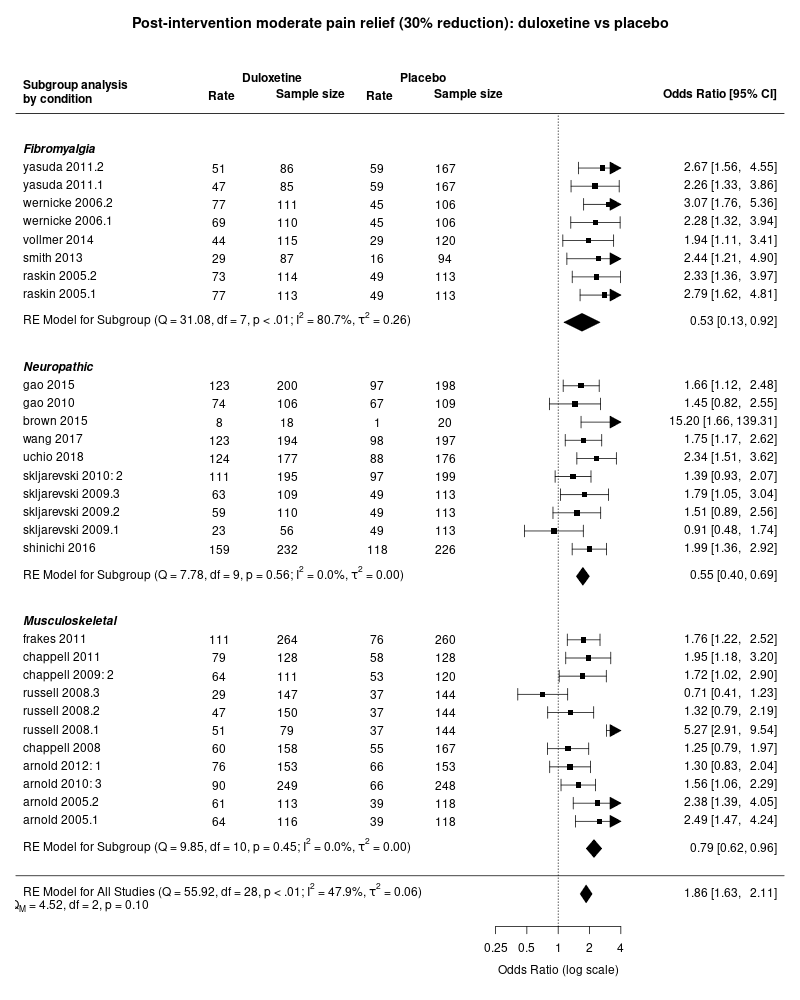 Post-intervention moderate pain relief (30% reduction): duloxetine vs placebo
Duloxetine Placebo
Subgroup analysis by condition Rate Sample size Rate Sample size Odds Ratio [95% CI]
Fibromyalgia
yasuda 2011.2 51 86 59 167 2.67 [1.56, 4.55]
yasuda 2011.1 47 85 59 167 2.26 [1.33, 3.86]
wernicke 2006.2 77 111 45 106 3.07 [1.76, 5.36]
wernicke 2006.1 69 110 45 106 2.28 [1.32, 3.94]
vollmer 2014 44 115 29 120 1.94 [1.11, 3.41]
smith 2013 29 87 16 94 2.44 [1.21, 4.90]
raskin 2005.2 73 114 49 113 2.33 [1.36, 3.97]
raskin 2005.1 77 113 49 113 2.79 [1.62, 4.81]
RE Model for Subgroup (Q = 31.08, df = 7, p < .01; I² = 80.7%, τ² = 0.26) 0.53 [0.13, 0.92]
Neuropathic
gao 2015 123 200 97 198 1.66 [1.12, 2.48]
gao 2010 74 106 67 109 1.45 [0.82, 2.55]
brown 2015 8 18 1 20 15.20 [1.66, 139.31]
wang 2017 123 194 98 197 1.75 [1.17, 2.62]
uchio 2018 124 177 88 176 2.34 [1.51, 3.62]
skljarevski 2010: 2 111 195 97 199 1.39 [0.93, 2.07]
skljarevski 2009.3 63 109 49 113 1.79 [1.05, 3.04]
skljarevski 2009.2 59 110 49 113 1.51 [0.89, 2.56]
skljarevski 2009.1 23 56 49 113 0.91 [0.48, 1.74]
shinichi 2016 159 232 118 226 1.99 [1.36, 2.92]
RE Model for Subgroup (Q = 7.78, df = 9, p = 0.56; I² = 0.0%, τ² = 0.00) 0.55 [0.40, 0.69]
Musculoskeletal
frakes 2011 111 264 76 260 1.76 [1.22, 2.52]
chappell 2011 79 128 58 128 1.95 [1.18, 3.20]
chappell 2009: 2 64 111 53 120 1.72 [1.02, 2.90]
russell 2008.3 29 147 37 144 0.71 [0.41, 1.23]
russell 2008.2 47 150 37 144 1.32 [0.79, 2.19]
russell 2008.1 51 79 37 144 5.27 [2.91, 9.54]
chappell 2008 60 158 55 167 1.25 [0.79, 1.97]
arnold 2012: 1 76 153 66 153 1.30 [0.83, 2.04]
arnold 2010: 3 90 249 66 248 1.56 [1.06, 2.29]
arnold 2005.2 61 113 39 118 2.38 [1.39, 4.05]
arnold 2005.1 64 116 39 118 2.49 [1.47, 4.24]
RE Model for Subgroup (Q = 9.85, df = 10, p = 0.45; I² = 0.0%, τ² = 0.00) 0.79 [0.62, 0.96]
RE Model for All Studies (Q = 55.92, df = 28, p < .01; I² = 47.9%, τ² = 0.06) 1.86 [1.63, 2.11]
Q_M = 4.52, df = 2, p = 0.10
0.25 0.5 1 2 4
Odds Ratio (log scale)